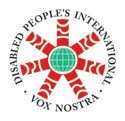 DISABLED PEOPLE'S INTERNATIONAL
• VOX NOSTRA •